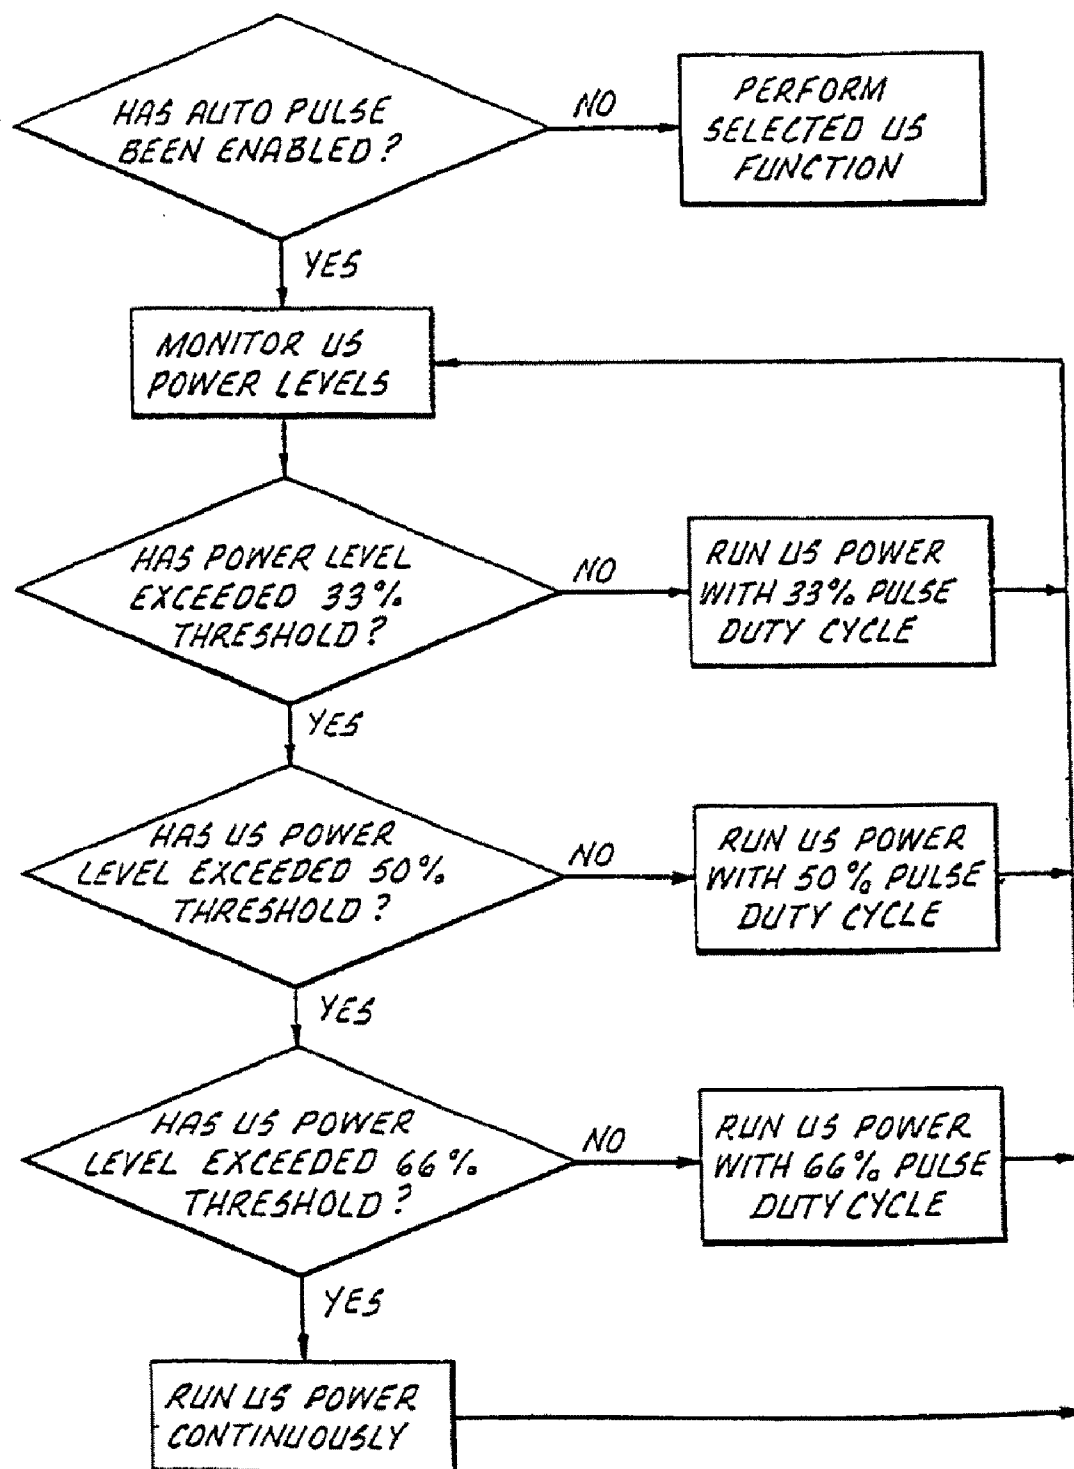 HAS AUTO PULSE
BEEN ENABLED?
NO
PERFORM
SELECTED US
FUNCTION
YES
MONITOR US
POWER LEVELS
HAS POWER LEVEL
EXCEEDED 33%
THRESHOLD?
NO
RUN US POWER
WITH 33% PULSE
DUTY CYCLE
YES
HAS US POWER
LEVEL EXCEEDED 50%
THRESHOLD?
NO
RUN US POWER
WITH 50% PULSE
DUTY CYCLE
YES
HAS US POWER
LEVEL EXCEEDED 66%
THRESHOLD?
NO
RUN US POWER
WITH 66% PULSE
DUTY CYCLE
YES
RUN US POWER
CONTINUOUSLY